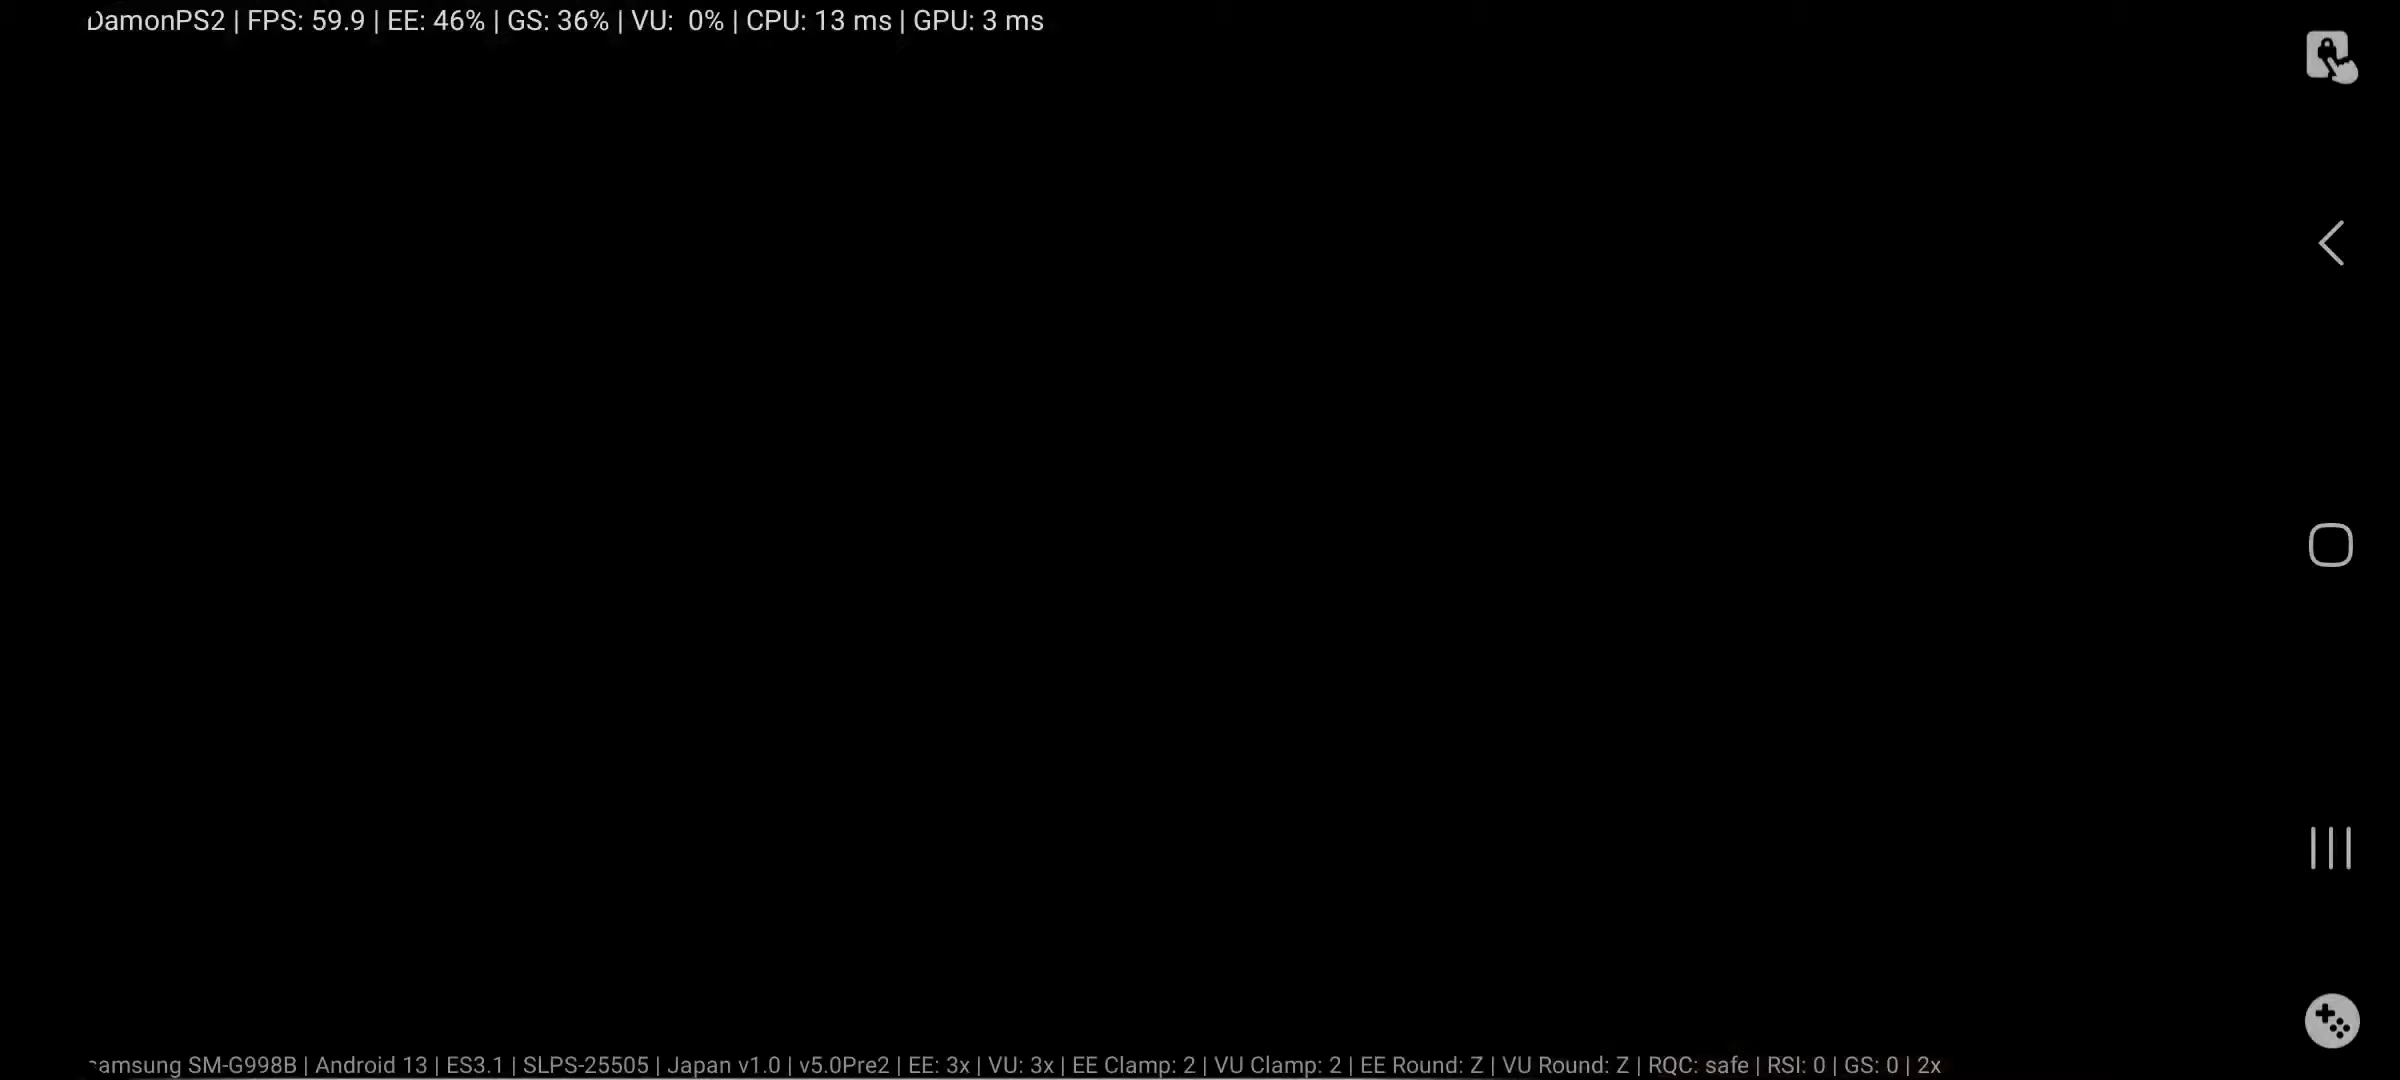 DamonPS2 | FPS: 59.9 | EE: 46% | GS: 36% | VU:  0% | CPU: 13 ms | GPU: 3 ms
samsung SM-G998B | Android 13 | ES3.1 | SLPS-25505 | Japan v1.0 | v5.0Pre2 | EE: 3x | VU: 3x | EE Clamp: 2 | VU Clamp: 2 | EE Round: Z | VU Round: Z | RQC: safe | RSI: 0 | GS: 0 | 2x